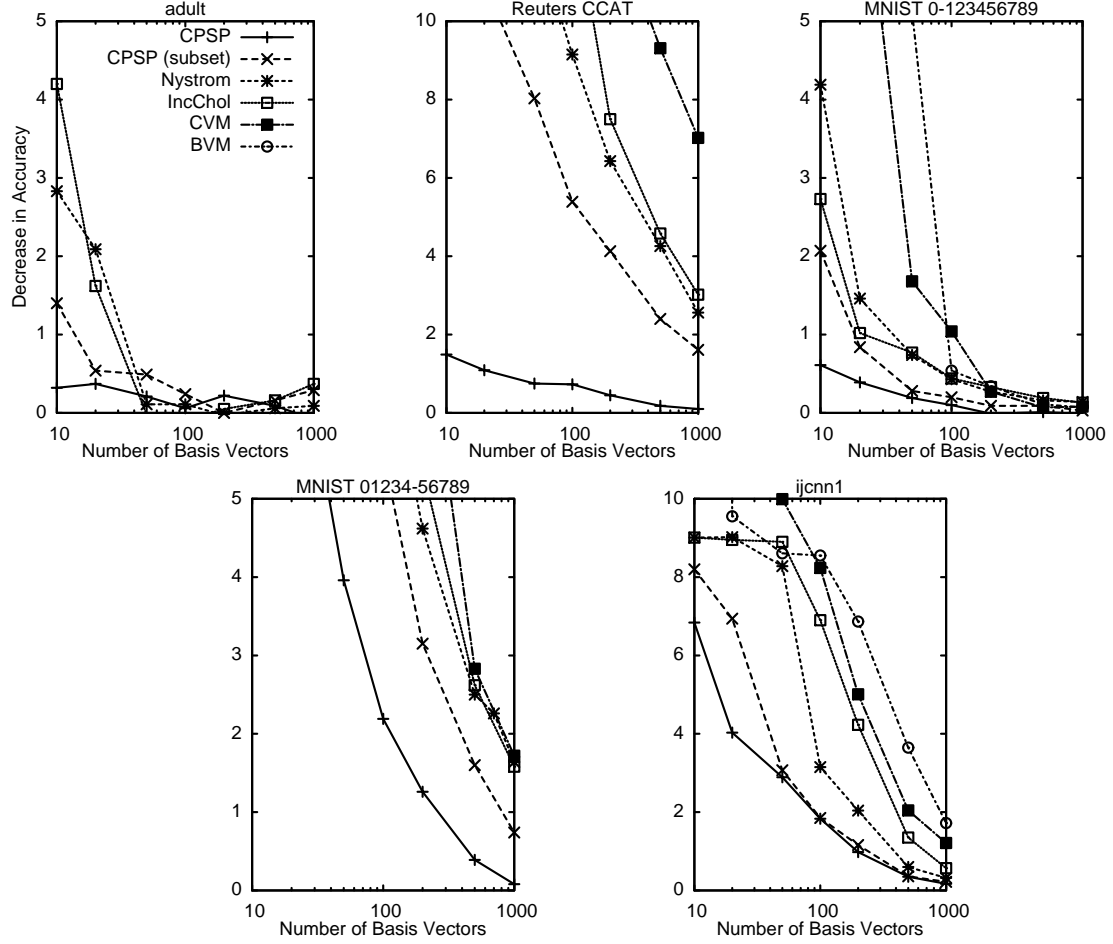 adult
5
4
3
2
1
0
10
100
1000
Decrease in Accuracy
Number of Basis Vectors
CPSP
CPSP (subset)
Nystrom
IncChol
CVM
BVM
Reuters CCAT
10
8
6
4
2
0
10
100
1000
Number of Basis Vectors
MNIST 0-123456789
5
4
3
2
1
0
10
100
1000
Number of Basis Vectors
MNIST 01234-56789
5
4
3
2
1
0
10
100
1000
Number of Basis Vectors
ijcnn1
10
8
6
4
2
0
10
100
1000
Number of Basis Vectors